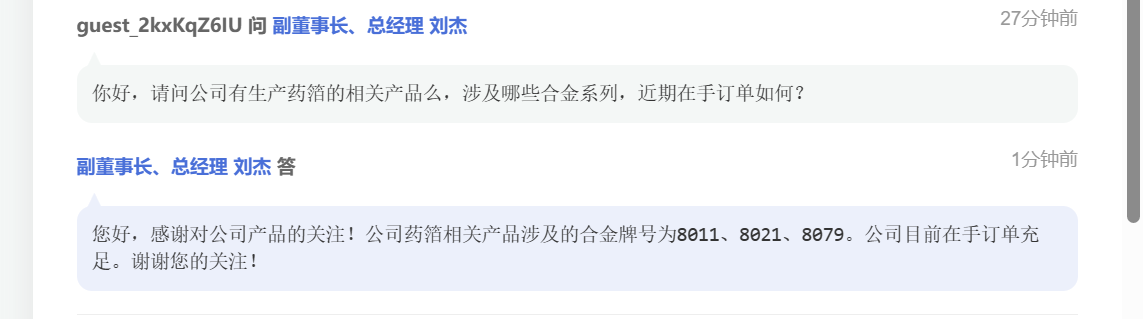 guest_2kxKqZ6IU 问 副董事长、总经理 刘杰
27分钟前
你好，请问公司有生产药箔的相关产品么，涉及哪些合金系列，近期在手订单如何？
副董事长、总经理 刘杰 答
1分钟前
您好，感谢对公司产品的关注！公司药箔相关产品涉及的合金牌号为8011、8021、8079。公司目前在手订单充
足。谢谢您的关注！